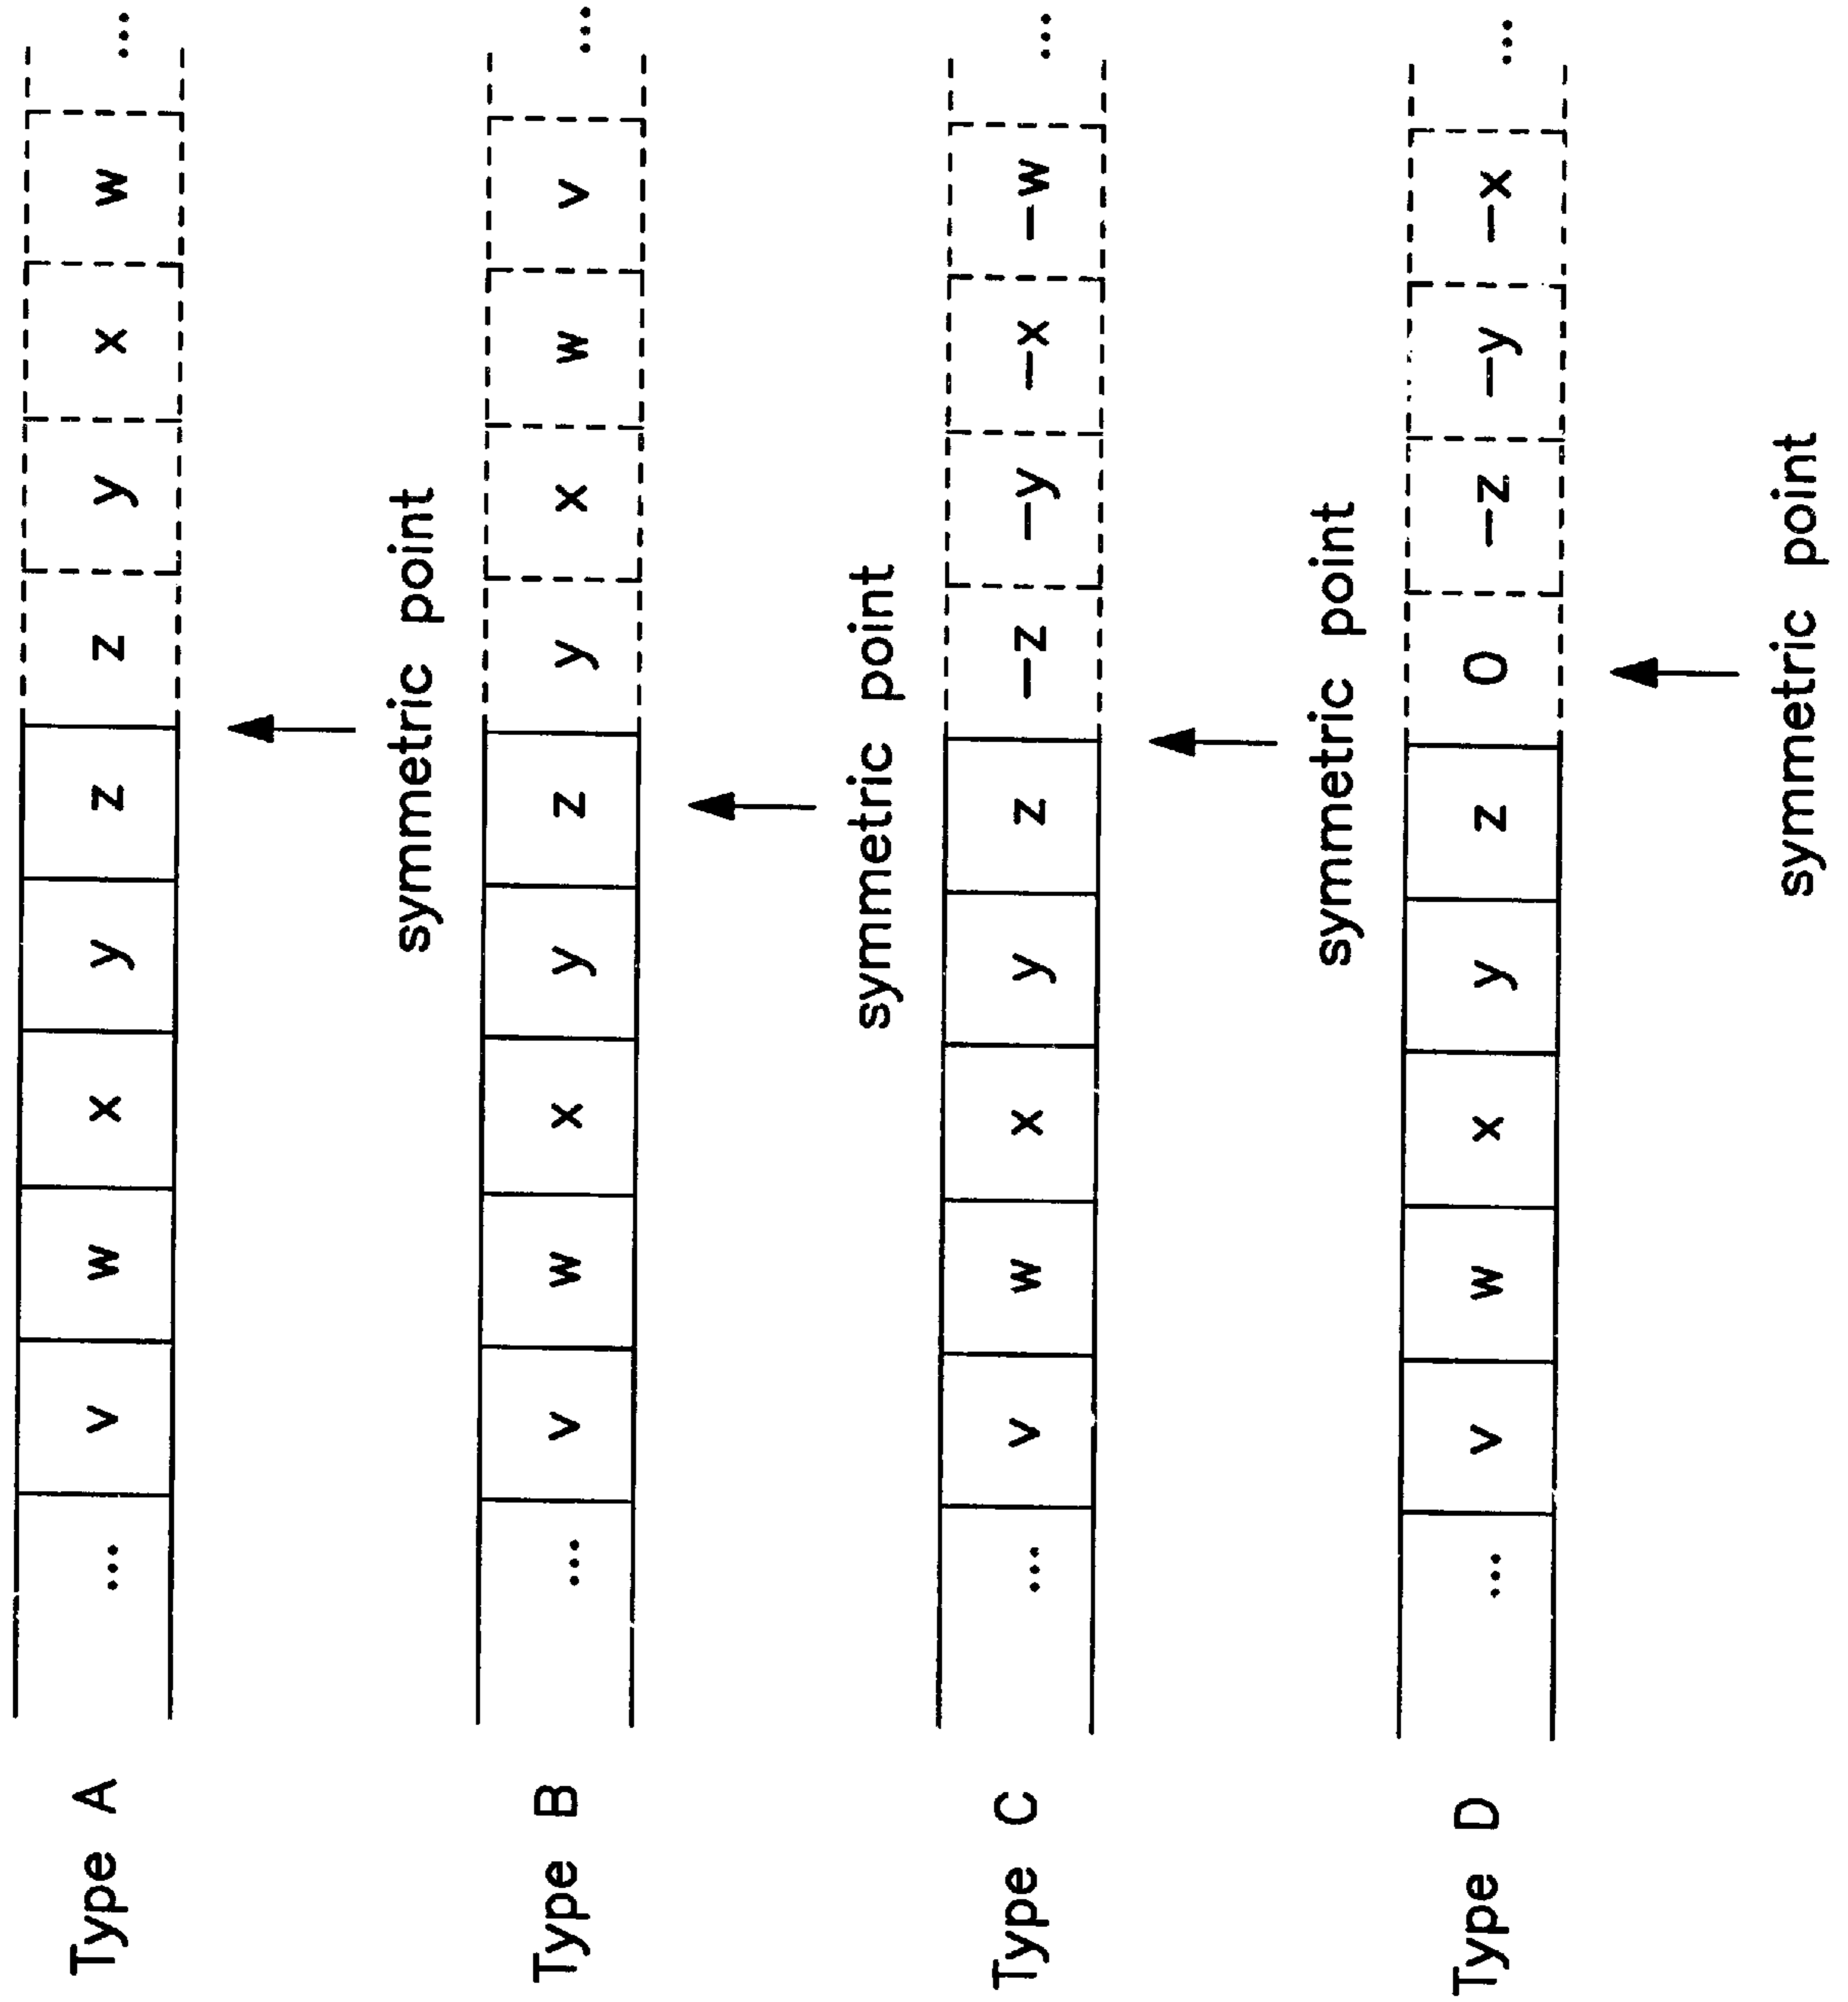 Type A ... v w x y z z y x w ...
symmetric point
Type B ... v w x y z y x w v ...
symmetric point
Type C ... v w x y z −z −y −x −w ...
symmetric point
Type D ... v w x y z 0 −z −y −x ...
symmetric point